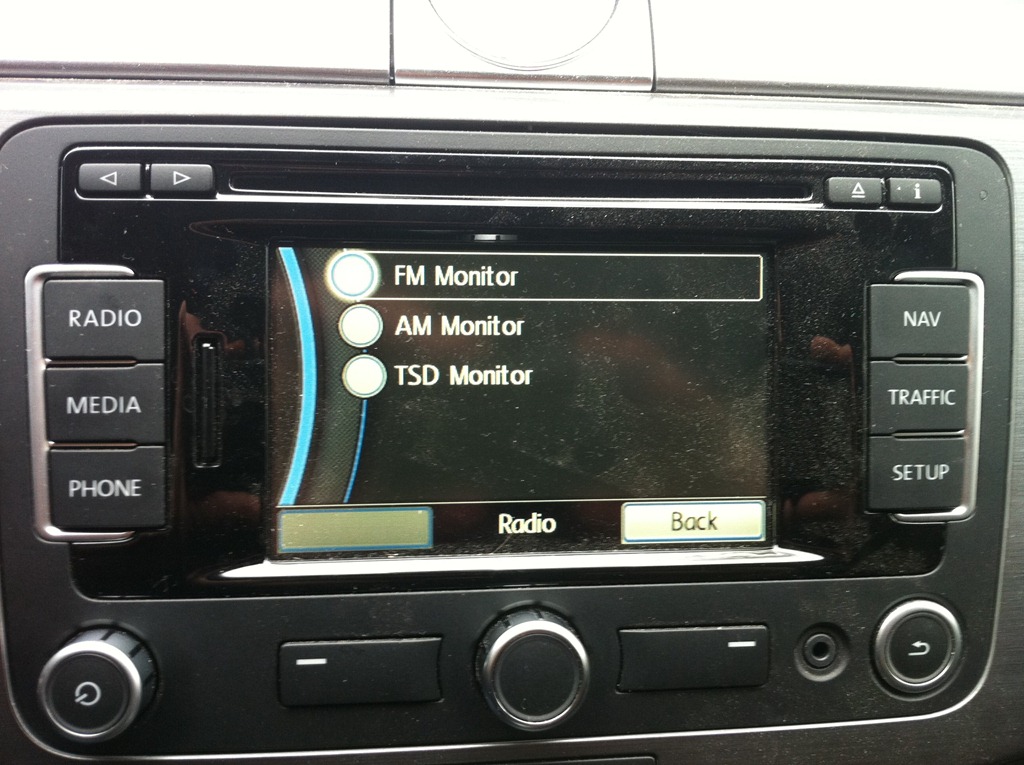 RADIO
MEDIA
PHONE
FM Monitor
AM Monitor
TSD Monitor
Radio
Back
i
NAV
TRAFFIC
SETUP